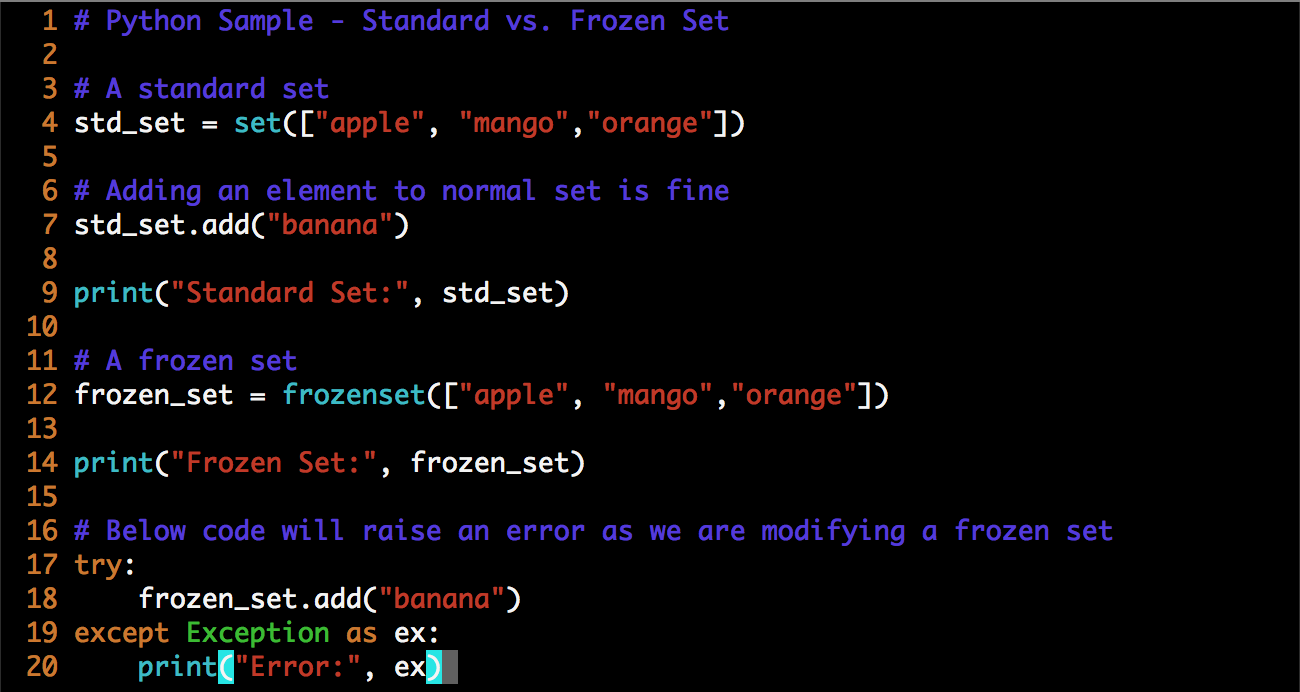 1 # Python Sample - Standard vs. Frozen Set
2
3 # A standard set
4 std_set = set(["apple", "mango","orange"])
5
6 # Adding an element to normal set is fine
7 std_set.add("banana")
8
9 print("Standard Set:", std_set)
10
11 # A frozen set
12 frozen_set = frozenset(["apple", "mango","orange"])
13
14 print("Frozen Set:", frozen_set)
15
16 # Below code will raise an error as we are modifying a frozen set
17 try:
18     frozen_set.add("banana")
19 except Exception as ex:
20     print("Error:", ex)